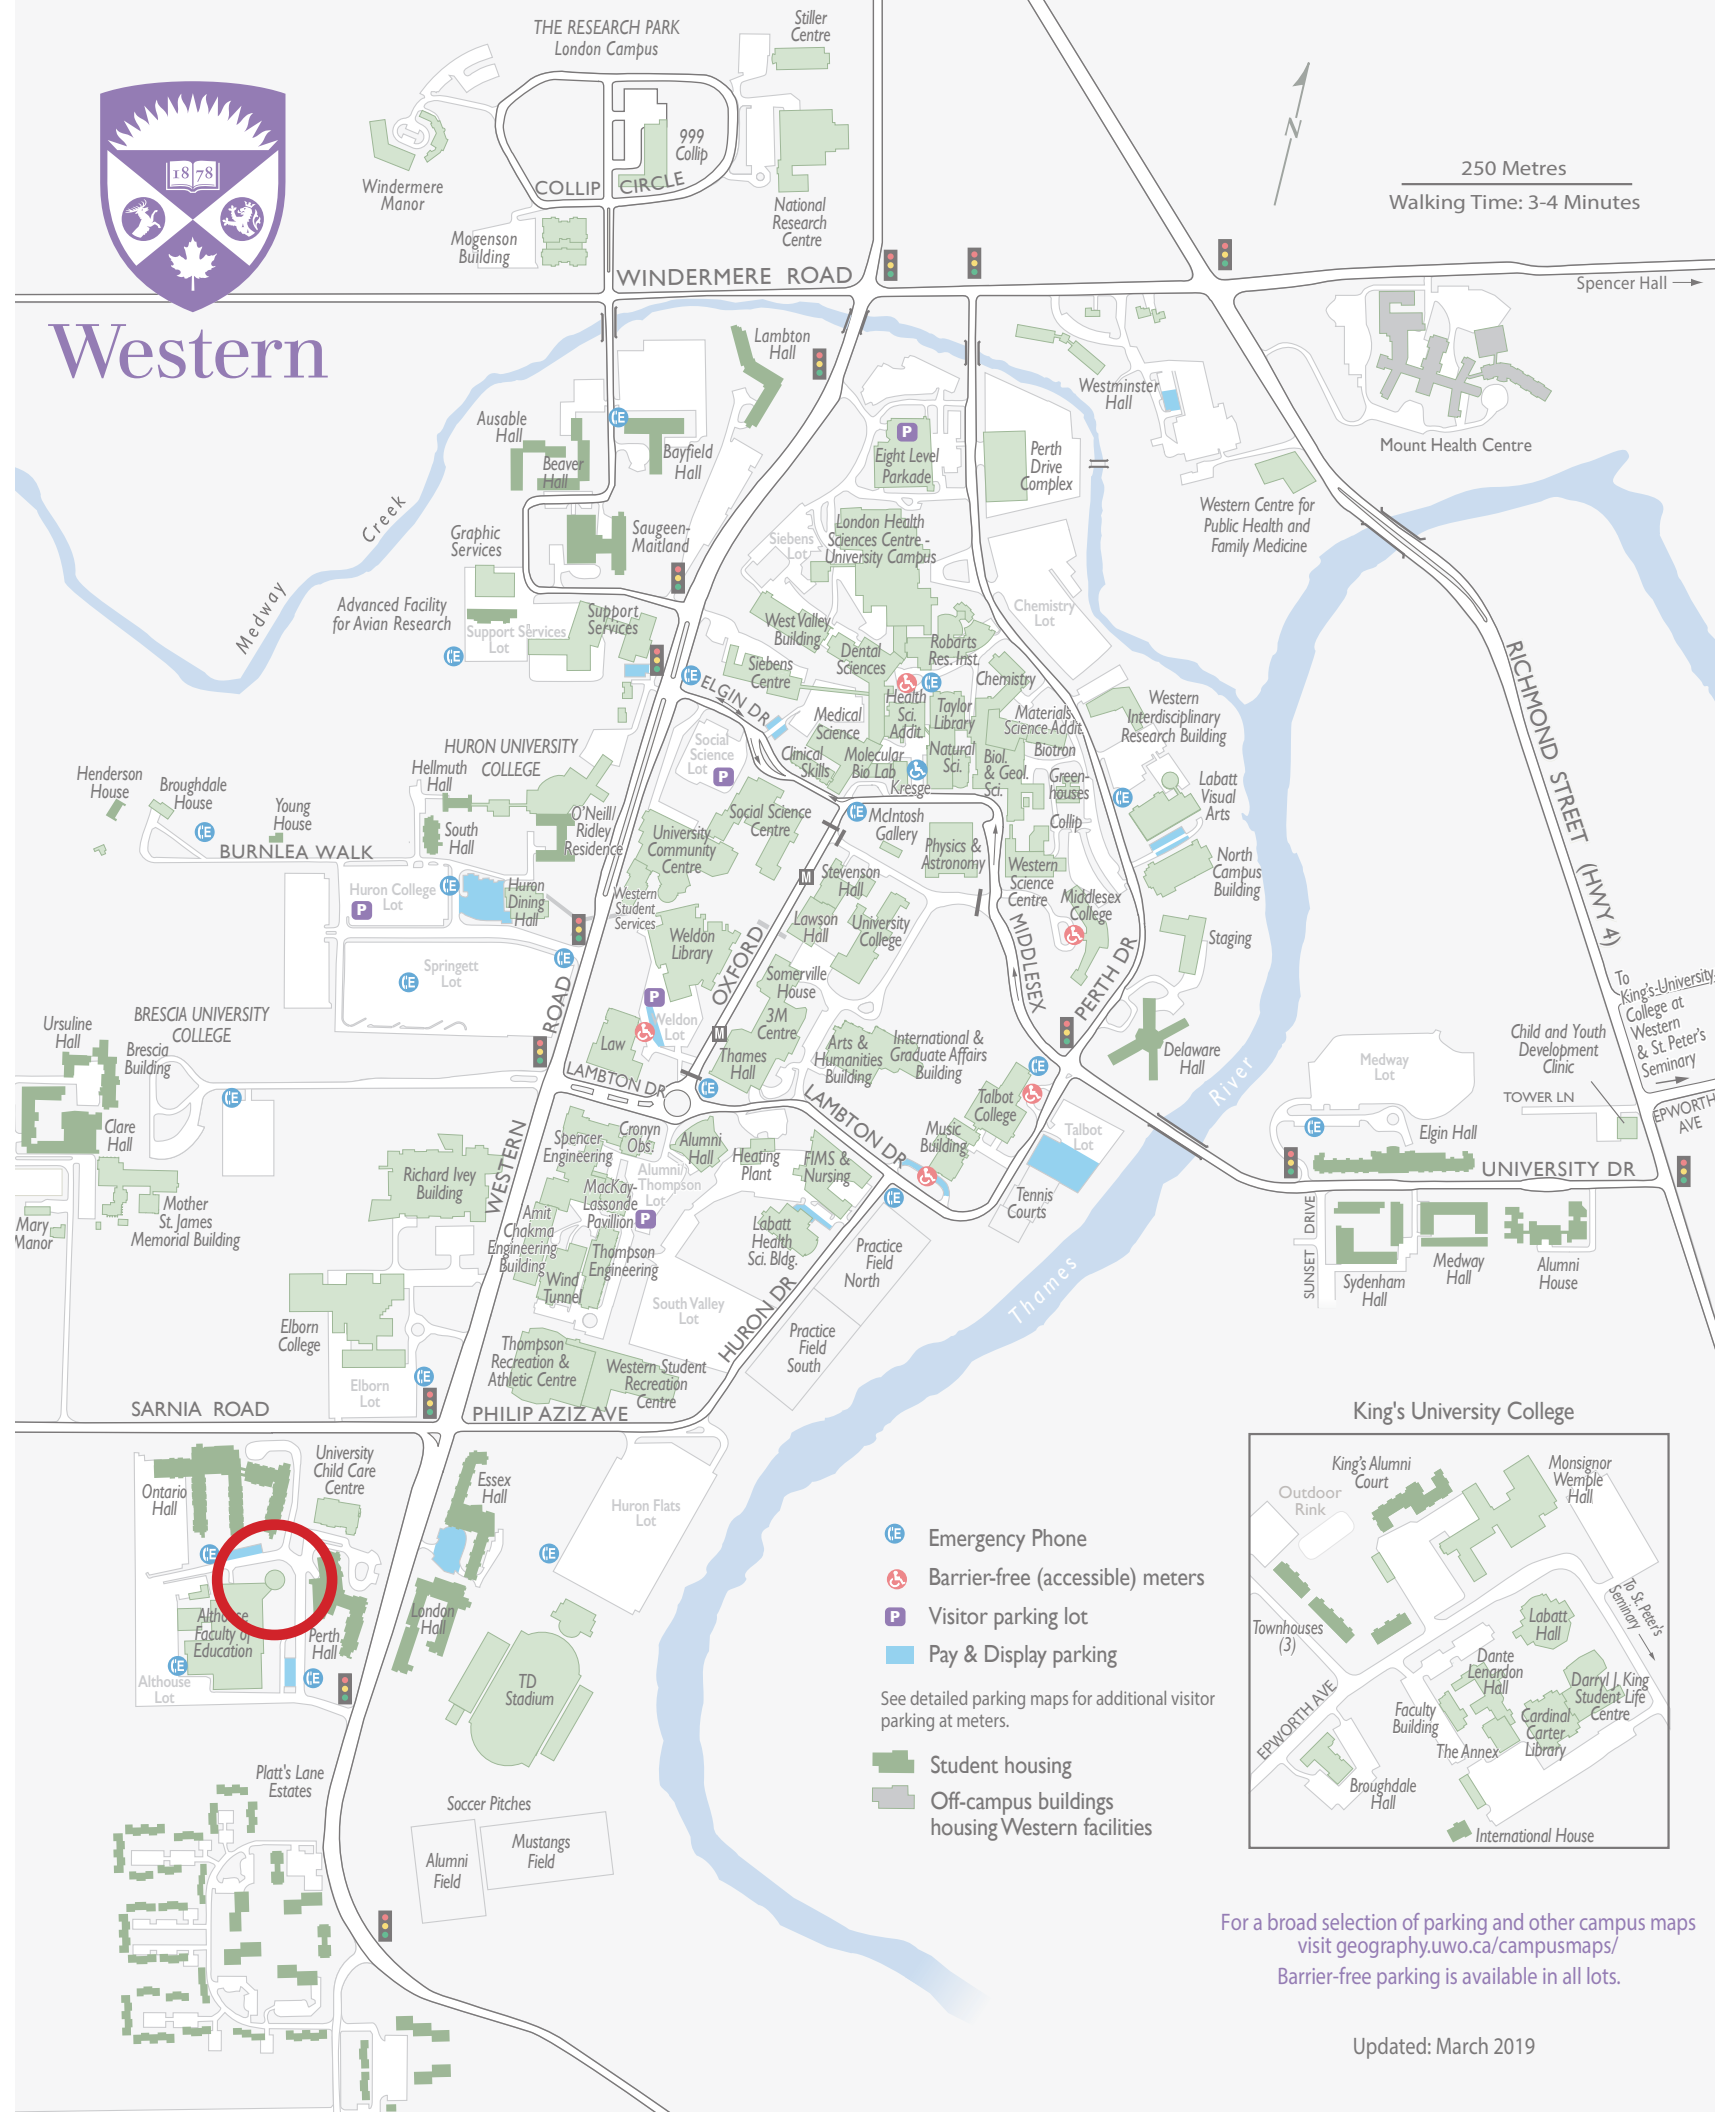 THE RESEARCH PARK
London Campus
Stiller
Centre
999
Collip
COLLIP
CIRCLE
Windermere
Manor
National
Research
Centre
Mogenson
Building
N
250 Metres
Walking Time: 3-4 Minutes
1878
Western
WINDERMERE ROAD
Spencer Hall
Lambton
Hall
Westminster
Hall
Mount Health Centre
Ausable
Hall
Beaver
Hall
Bayfield
Hall
P
Eight Level
Parkade
Perth
Drive
Complex
Western Centre for
Public Health and
Family Medicine
Medway
Creek
Graphic
Services
Saugeen-
Maitland
Siebens
Lot
London Health
Sciences Centre -
University Campus
Chemistry
Lot
Advanced Facility
for Avian Research
Support Services
Lot
Support
Services
West Valley
Building
Dental
Sciences
Robarts
Res. Inst.
Siebens
Centre
ELGIN DR
Chemistry
Health
Sci.
Addit.
Taylor
Library
Materials
Science Addit.
Western
Interdisciplinary
Research Building
RICHMOND STREET (HWY 4)
Medical
Science
Social
Science
Lot
P
Clinical
Skills
Molecular
Bio Lab
Natural
Sci.
Biol.
& Geol.
Sci.
Biotron
Green-
houses
Kresge
HURON UNIVERSITY
COLLEGE
Hellmuth
Hall
Henderson
House
Broughdale
House
Young
House
BURNLEA WALK
South
Hall
O'Neill/
Ridley
Residence
Social Science
Centre
McIntosh
Gallery
Collip
Labatt
Visual
Arts
University
Community
Centre
Physics &
Astronomy
Western
Science
Centre
North
Campus
Building
Stevenson
Hall
M
Huron College
Lot
P
Huron
Dining
Hall
Western
Student
Services
Middlesex
College
Lawson
Hall
University
College
Weldon
Library
MIDDLESEX
Staging
PERTH DR
Springett
Lot
OXFORD
Somerville
House
P
Weldon
Lot
Law
3M
Centre
M
Thames
Hall
Arts &
Humanities
Building
International &
Graduate Affairs
Building
To
King's University
College at
Western
& St. Peter's
Seminary
BRESCIA UNIVERSITY
COLLEGE
Ursuline
Hall
Brescia
Building
ROAD
LAMBTON DR
LAMBTON DR
Talbot
College
Delaware
Hall
River
Medway
Lot
Child and Youth
Development
Clinic
TOWER LN
EPWORTH
AVE
Clare
Hall
Elgin Hall
UNIVERSITY DR
WESTERN
Spencer
Engineering
Cronyn
Obs.
Alumni
Hall
Music
Building
Talbot
Lot
Heating
Plant
FIMS &
Nursing
Alumni/
Thompson
Lot
P
Richard Ivey
Building
MacKay-
Lassonde
Pavillion
Tennis
Courts
Mary
Manor
Mother
St. James
Memorial Building
Amit
Chakma
Engineering
Building
Thompson
Engineering
Labatt
Health
Sci. Bldg.
Practice
Field
North
SUNSET DRIVE
Sydenham
Hall
Medway
Hall
Alumni
House
Wind
Tunnel
South Valley
Lot
HURON DR
Thames
Elborn
College
Practice
Field
South
Thompson
Recreation &
Athletic Centre
Western Student
Recreation
Centre
Elborn
Lot
SARNIA ROAD
PHILIP AZIZ AVE
Ontario
Hall
University
Child Care
Centre
Essex
Hall
Huron Flats
Lot
Althouse
Faculty of
Education
Perth
Hall
London
Hall
Althouse
Lot
TD
Stadium
Platt's Lane
Estates
Soccer Pitches
Alumni
Field
Mustangs
Field
Emergency Phone
Barrier-free (accessible) meters
P
Visitor parking lot
Pay & Display parking
See detailed parking maps for additional visitor
parking at meters.
Student housing
Off-campus buildings
housing Western facilities
King's University College
King's Alumni
Court
Monsignor
Wemple
Hall
Outdoor
Rink
To St. Peter's
Seminary
Townhouses
(3)
Labatt
Hall
Dante
Lenardon
Hall
Darryl J. King
Student Life
Centre
Faculty
Building
Cardinal
Carter
Library
The Annex
EPWORTH AVE
Broughdale
Hall
International House
For a broad selection of parking and other campus maps
visit geography.uwo.ca/campusmaps/
Barrier-free parking is available in all lots.
Updated: March 2019